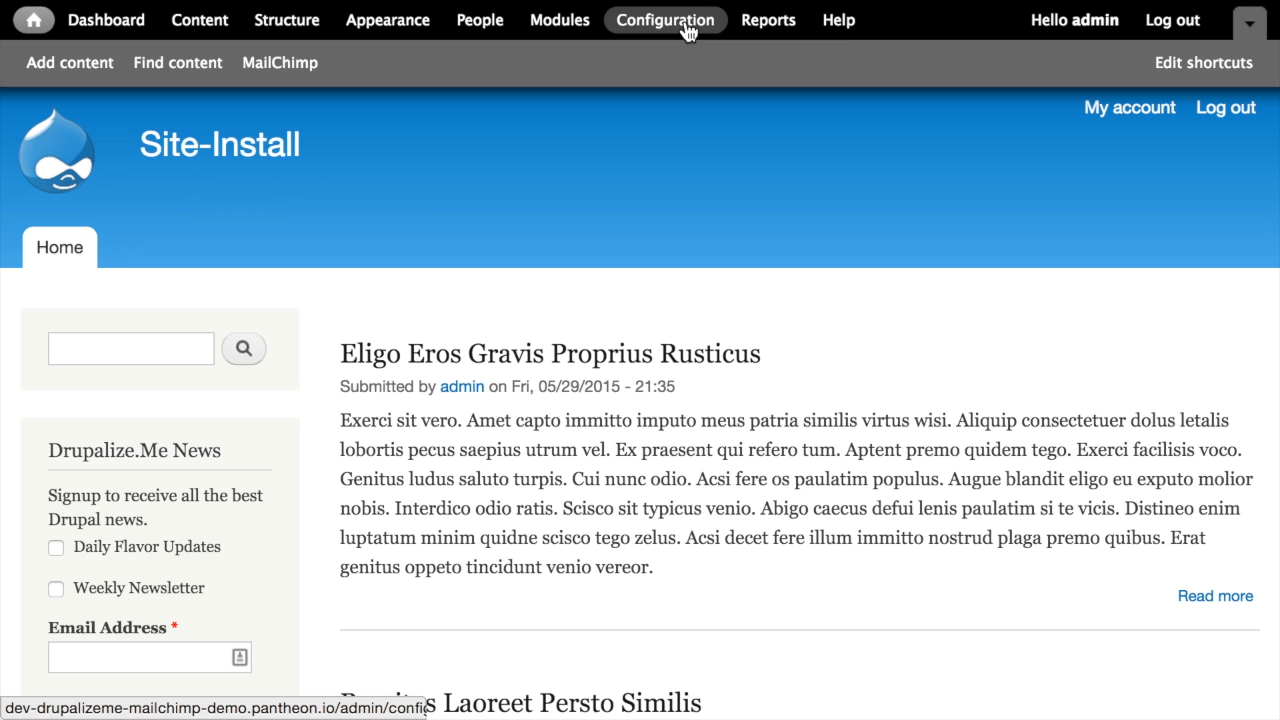 Dashboard Content Structure Appearance People Modules Configuration Reports Help Hello admin Log out
Add content Find content MailChimp Edit shortcuts
My account Log out
Site-Install
Home
Eligo Eros Gravis Proprius Rusticus
Submitted by admin on Fri, 05/29/2015 - 21:35
Exerci sit vero. Amet capto immitto imputo meus patria similis virtus wisi. Aliquip consectetuer dolus letalis
lobortis pecus saepius utrum vel. Ex praesent qui refero tum. Aptent premo quidem tego. Exerci facilisis voco.
Genitus ludus saluto turpis. Cui nunc odio. Acsi fere os paulatim populus. Augue blandit eligo eu exputo molior
nobis. Interdico odio ratis. Scisco sit typicus venio. Abigo caecus defui lenis paulatim si te vicis. Distineo enim
luptatum minim quidne scisco tego zelus. Acsi decet fere illum immitto nostrud plaga premo quibus. Erat
genitus oppeto tincidunt venio vereor.
Read more
Drupalize.Me News
Signup to receive all the best
Drupal news.
Daily Flavor Updates
Weekly Newsletter
Email Address *
Laoreet Persto Similis
dev-drupalizeme-mailchimp-demo.pantheon.io/admin/config